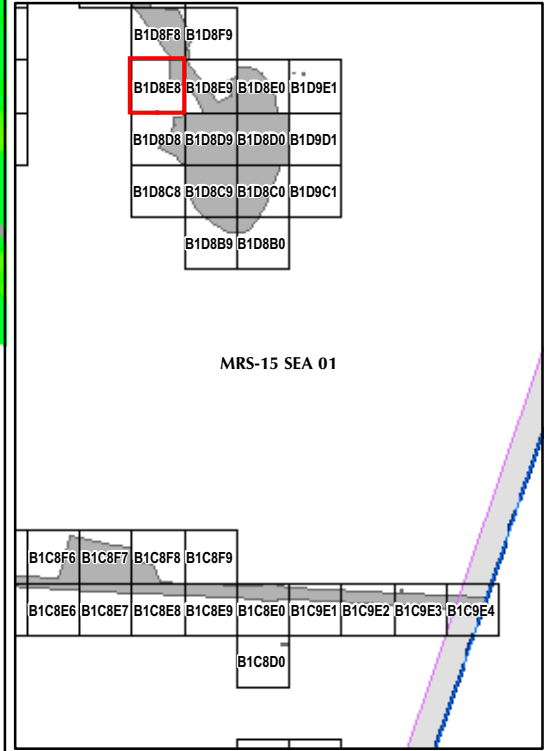 B1D8F8 B1D8F9
B1D8E8 B1D8E9 B1D8E0 B1D9E1
B1D8D8 B1D8D9 B1D8D0 B1D9D1
B1D8C8 B1D8C9 B1D8C0 B1D9C1
B1D8B9 B1D8B0
MRS-15 SEA 01
B1C8F6 B1C8F7 B1C8F8 B1C8F9
B1C8E6 B1C8E7 B1C8E8 B1C8E9 B1C8E0 B1C9E1 B1C9E2 B1C9E3 B1C9E4
B1C8D0